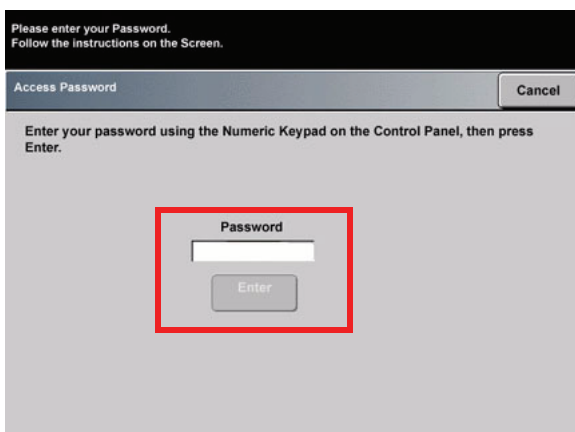 Please enter your Password.
Follow the instructions on the Screen.
Access Password
Cancel
Enter your password using the Numeric Keypad on the Control Panel, then press
Enter.
Password
Enter